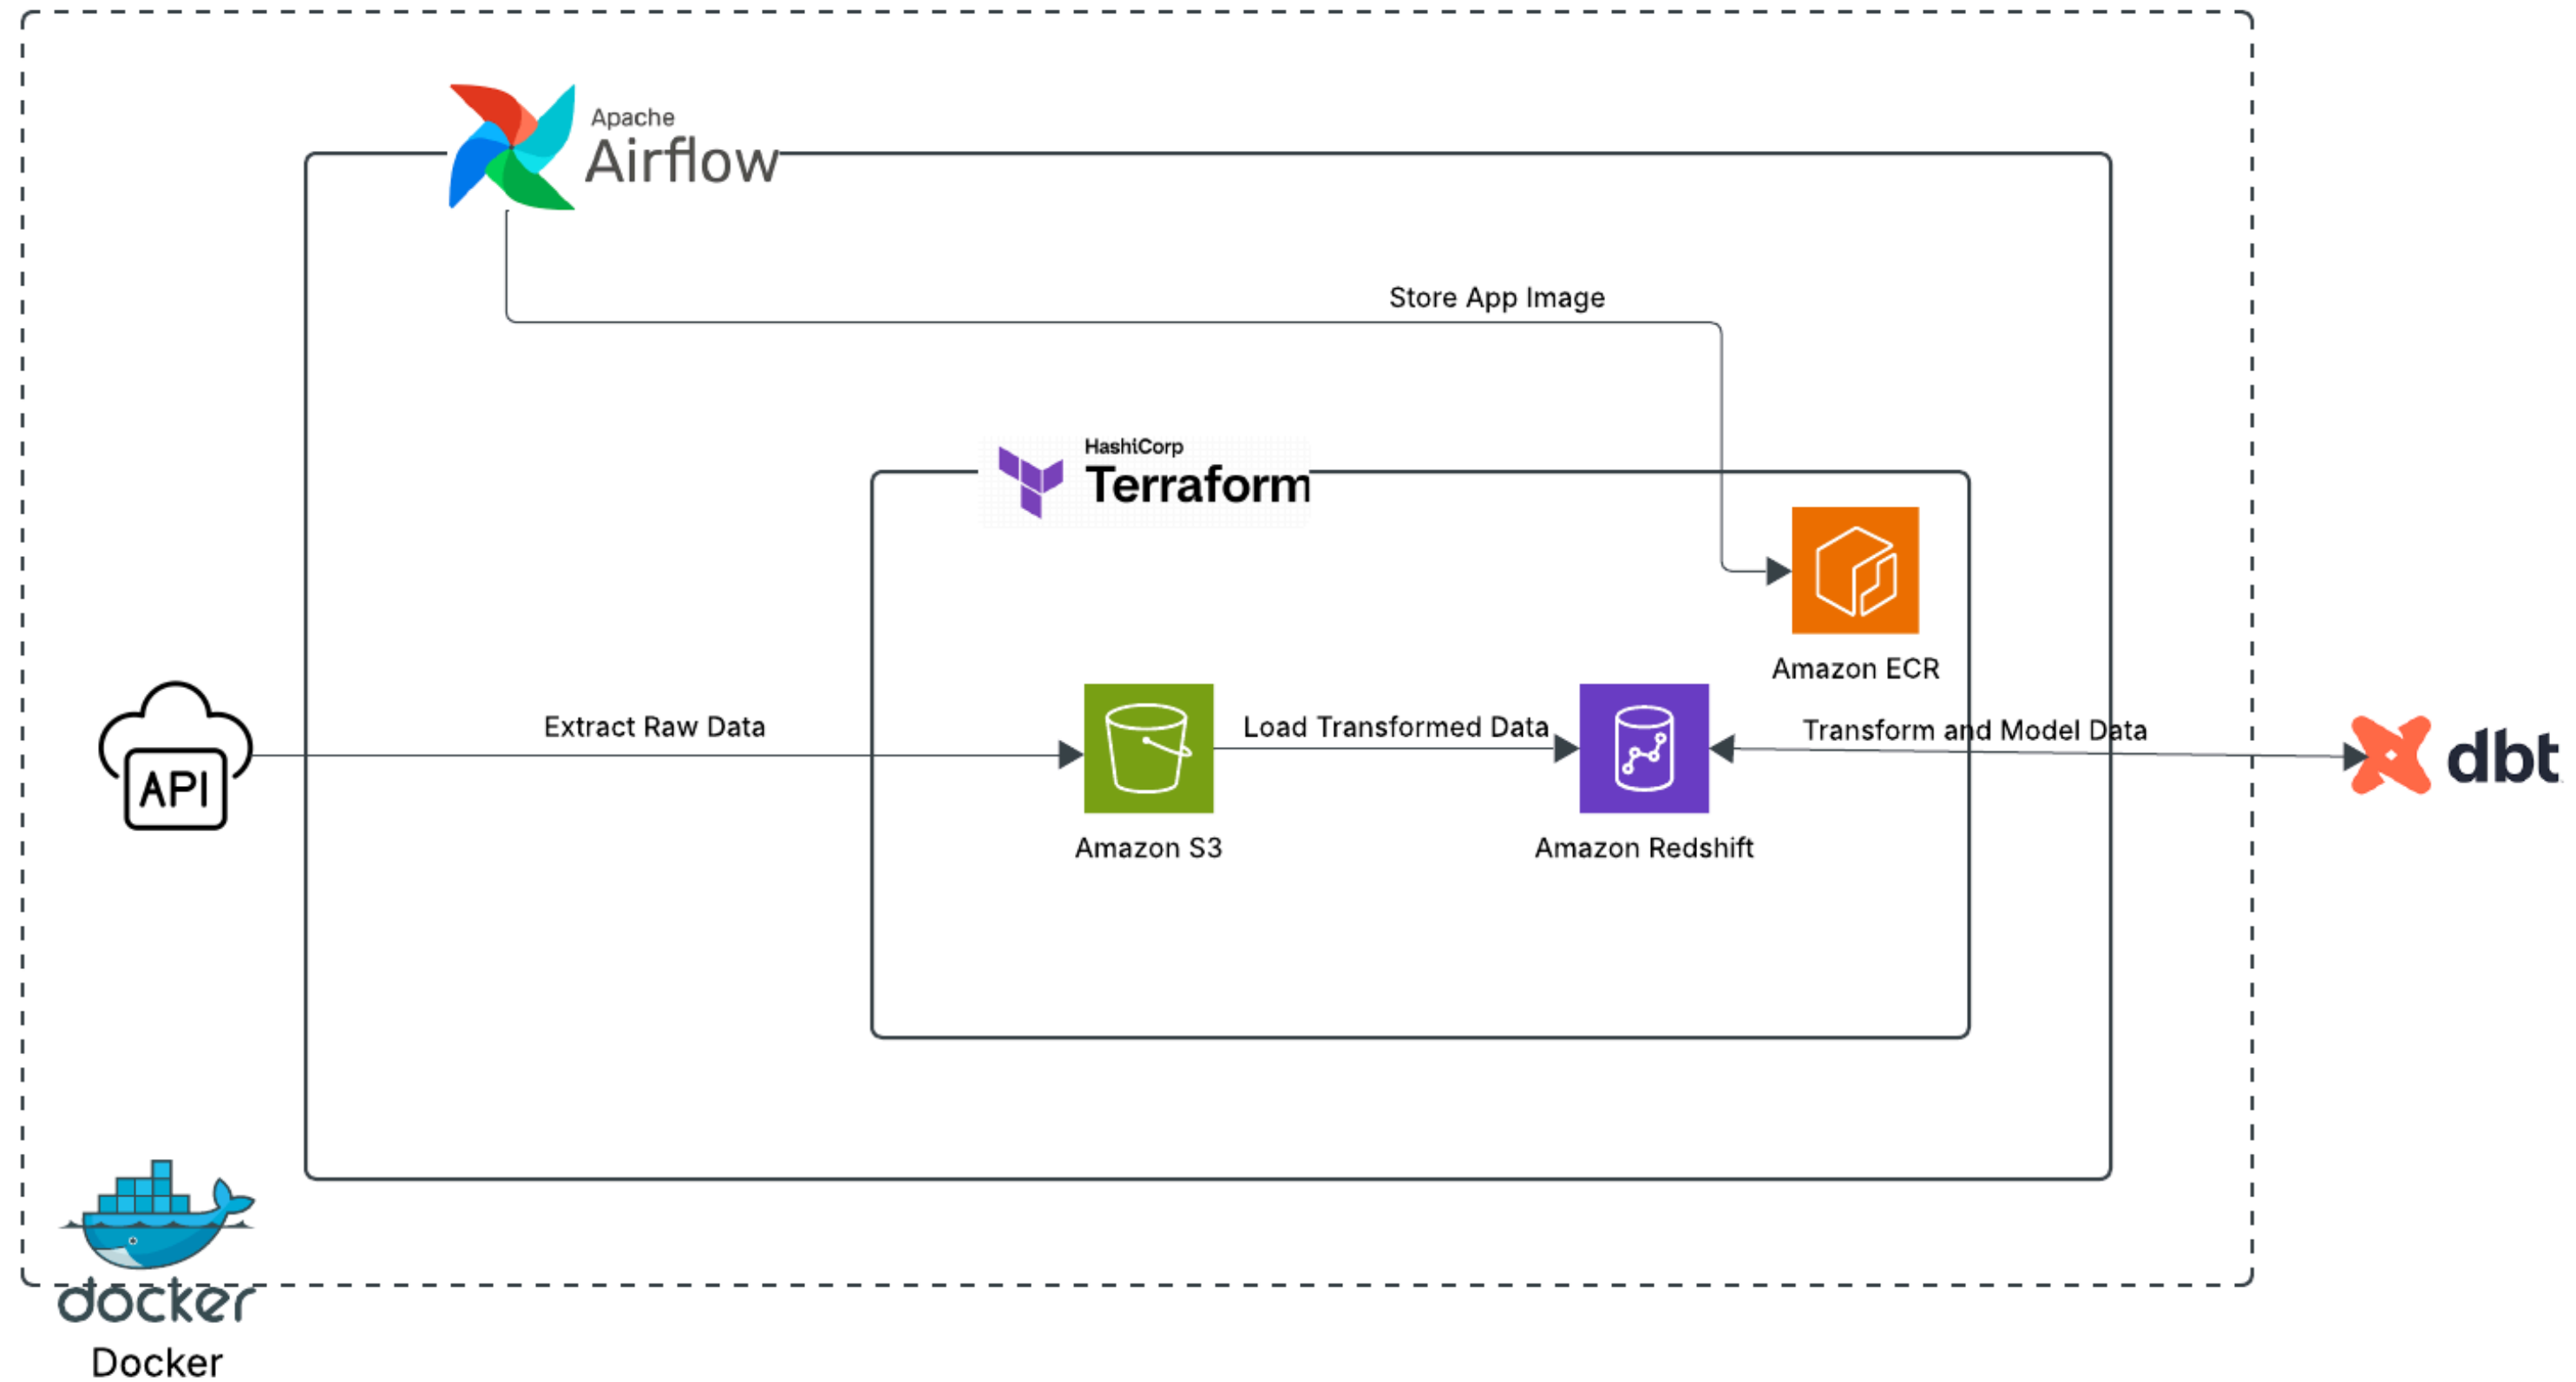 Apache
Airflow
Store App Image
HashiCorp
Terraform
Amazon ECR
API
Extract Raw Data
Load Transformed Data
Transform and Model Data
dbt
Amazon S3
Amazon Redshift
docker
Docker